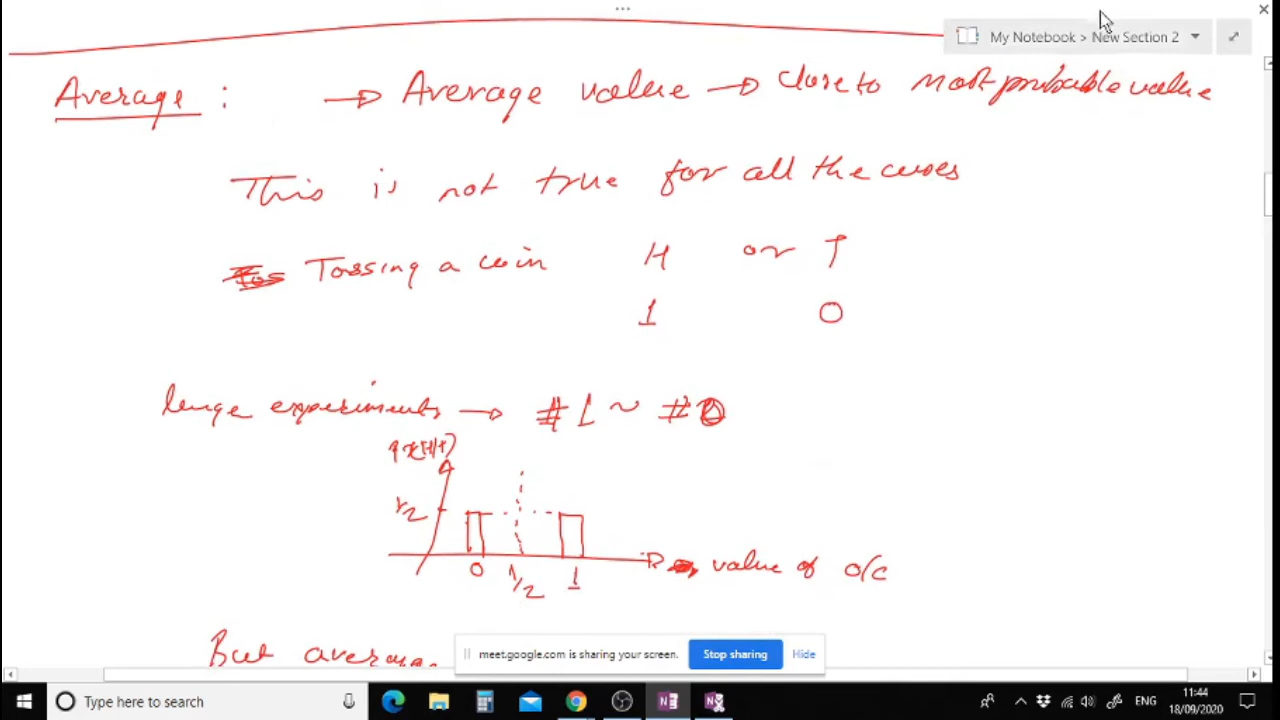 My Notebook > New Section 2
Average : → Average value → close to most probable value
This is not true for all the cases
Tossing a coin H or T
1 0
large experiments → # 1 ~ # 0
1/2
0 1/2 1 value of o/c
But average
meet.google.com is sharing your screen. Stop sharing Hide
Type here to search
ENG
11:44
18/09/2020